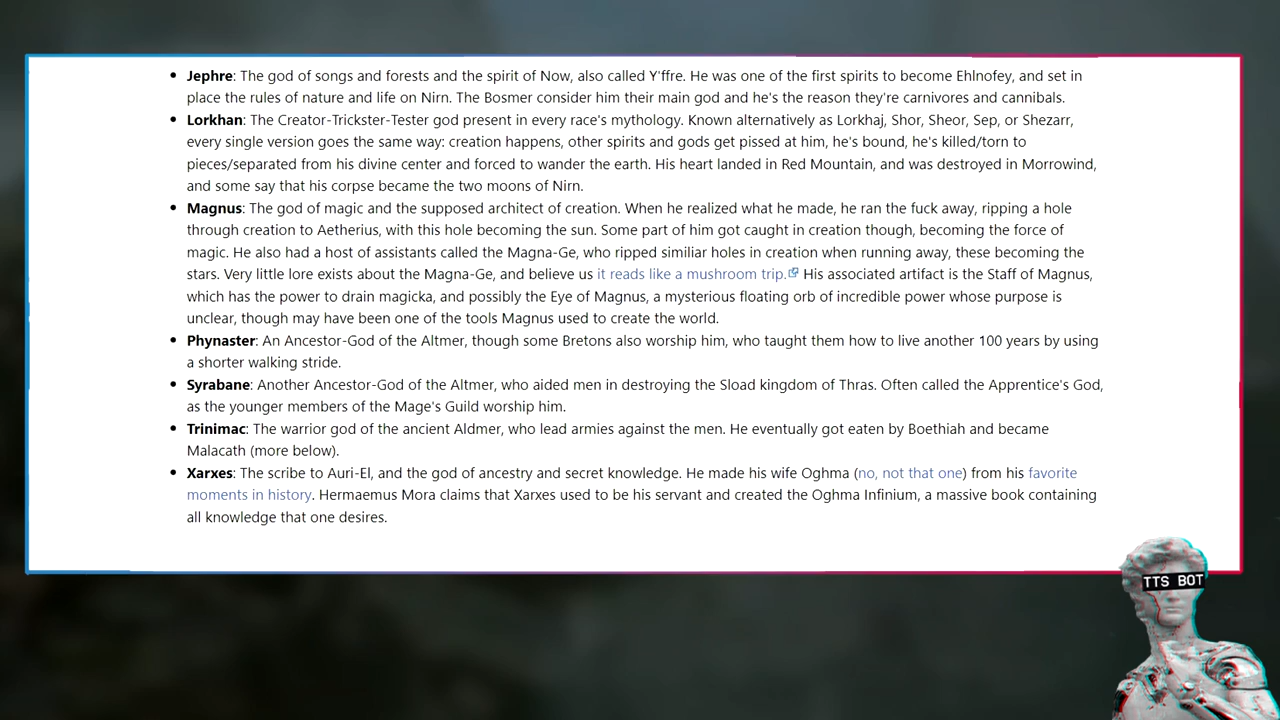 • Jephre: The god of songs and forests and the spirit of Now, also called Y'ffre. He was one of the first spirits to become Ehlnofey, and set in
place the rules of nature and life on Nirn. The Bosmer consider him their main god and he's the reason they're carnivores and cannibals.
• Lorkhan: The Creator-Trickster-Tester god present in every race's mythology. Known alternatively as Lorkhaj, Shor, Sheor, Sep, or Shezarr,
every single version goes the same way: creation happens, other spirits and gods get pissed at him, he's bound, he's killed/torn to
pieces/separated from his divine center and forced to wander the earth. His heart landed in Red Mountain, and was destroyed in Morrowind,
and some say that his corpse became the two moons of Nirn.
• Magnus: The god of magic and the supposed architect of creation. When he realized what he made, he ran the fuck away, ripping a hole
through creation to Aetherius, with this hole becoming the sun. Some part of him got caught in creation though, becoming the force of
magic. He also had a host of assistants called the Magna-Ge, who ripped similiar holes in creation when running away, these becoming the
stars. Very little lore exists about the Magna-Ge, and believe us it reads like a mushroom trip. His associated artifact is the Staff of Magnus,
which has the power to drain magicka, and possibly the Eye of Magnus, a mysterious floating orb of incredible power whose purpose is
unclear, though may have been one of the tools Magnus used to create the world.
• Phynaster: An Ancestor-God of the Altmer, though some Bretons also worship him, who taught them how to live another 100 years by using
a shorter walking stride.
• Syrabane: Another Ancestor-God of the Altmer, who aided men in destroying the Sload kingdom of Thras. Often called the Apprentice's God,
as the younger members of the Mage's Guild worship him.
• Trinimac: The warrior god of the ancient Aldmer, who lead armies against the men. He eventually got eaten by Boethiah and became
Malacath (more below).
• Xarxes: The scribe to Auri-El, and the god of ancestry and secret knowledge. He made his wife Oghma (no, not that one) from his favorite
moments in history. Hermaemus Mora claims that Xarxes used to be his servant and created the Oghma Infinium, a massive book containing
all knowledge that one desires.
TTS BOT